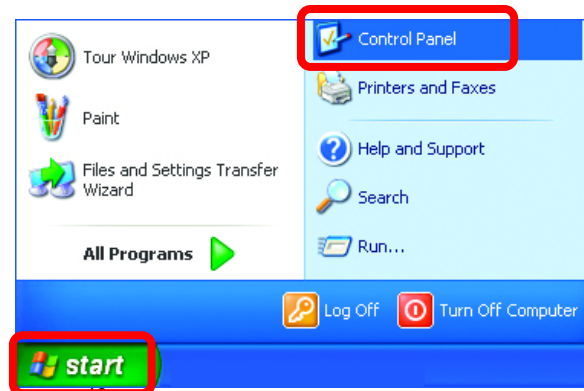 Tour Windows XP
Paint
Files and Settings Transfer
Wizard
All Programs
Control Panel
Printers and Faxes
Help and Support
Search
Run...
Log Off
Turn Off Computer
start